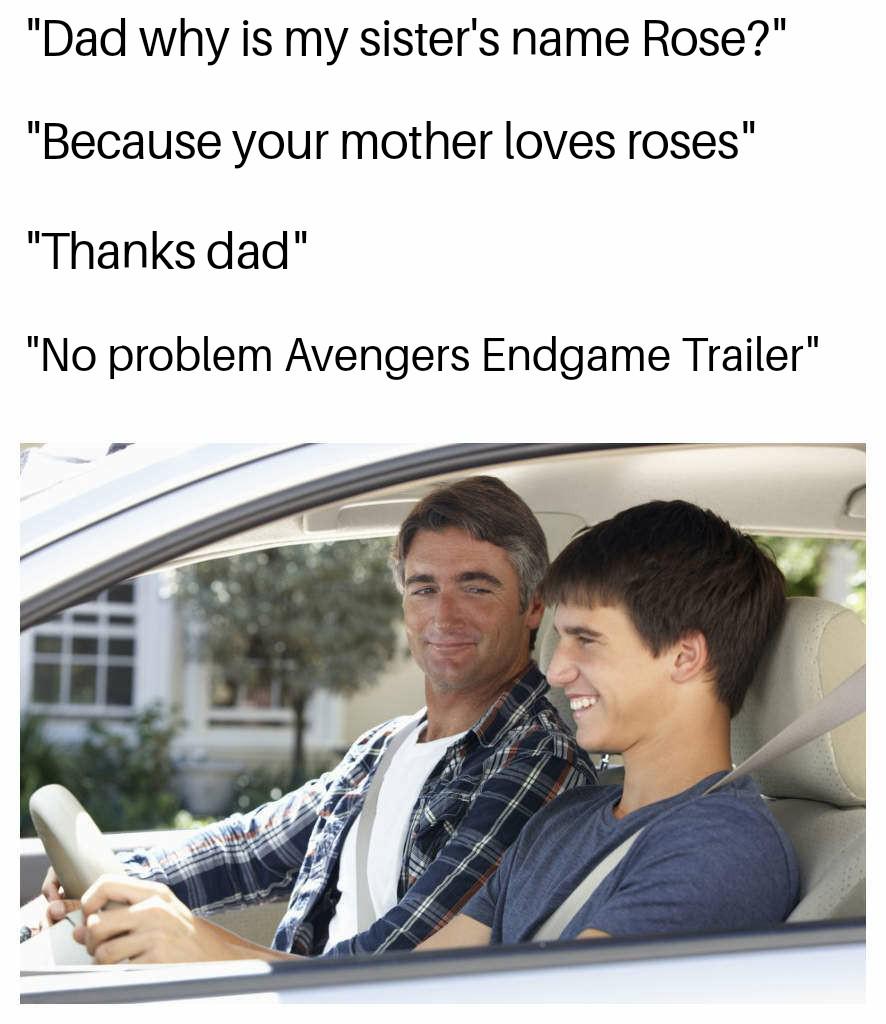 "Dad why is my sister's name Rose?"
"Because your mother loves roses"
"Thanks dad"
"No problem Avengers Endgame Trailer"